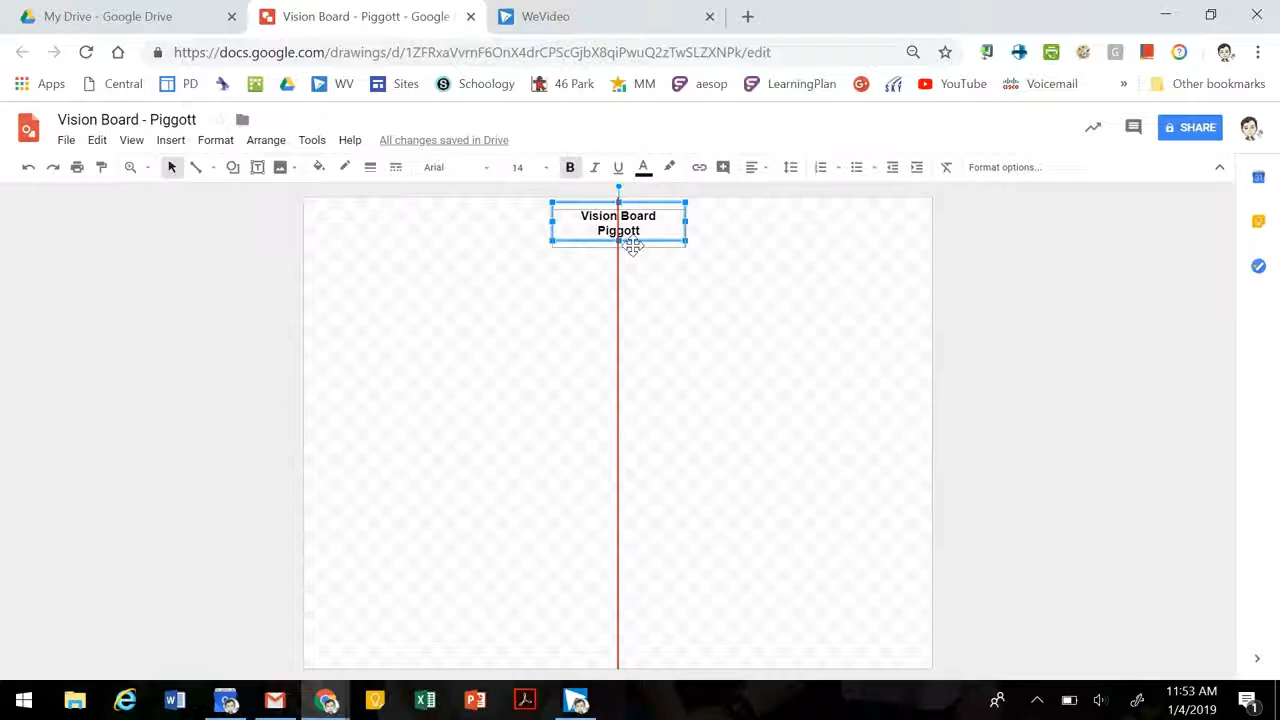 My Drive - Google Drive
Vision Board - Piggott - Google
WeVideo
https://docs.google.com/drawings/d/1ZFRxaVvrnF6OnX4drCPScGjbX8qiPwuQ2zTwSLZXNPk/edit
Apps Central PD WV Sites Schoology 46 Park MM aesop LearningPlan YouTube Voicemail » Other bookmarks
Vision Board - Piggott
File Edit View Insert Format Arrange Tools Help All changes saved in Drive
SHARE
Arial 14 B I U A Format options...
Vision Board
Piggott
11:53 AM
1/4/2019